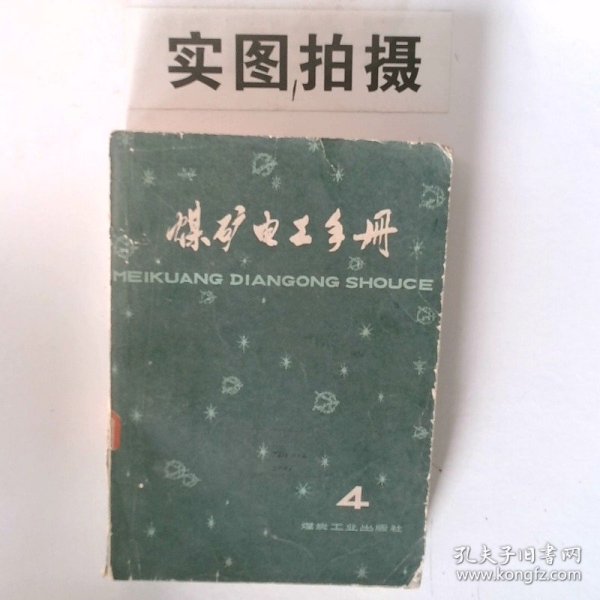 实图拍摄
煤矿电工手册
MEIKUANG DIANGONG SHOUCE
4
煤炭工业出版社
孔夫子旧书网
www.kongfz.com